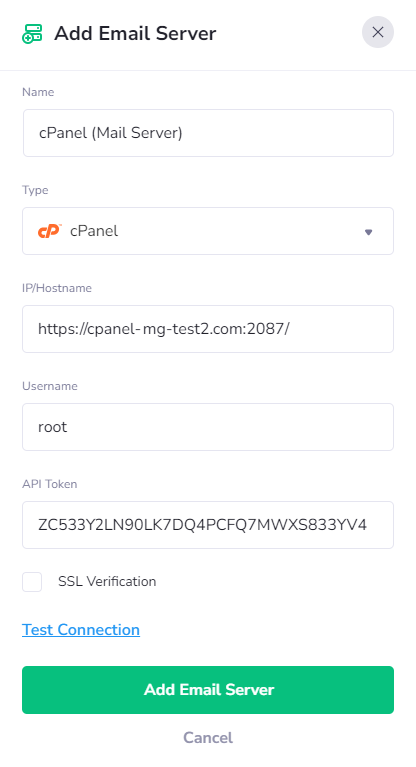 Add Email Server
Name
cPanel (Mail Server)
Type
cP cPanel
IP/Hostname
https://cpanel-mg-test2.com:2087/
Username
root
API Token
ZC533Y2LN90LK7DQ4PCFQ7MWXS833YV4
SSL Verification
Test Connection
Add Email Server
Cancel